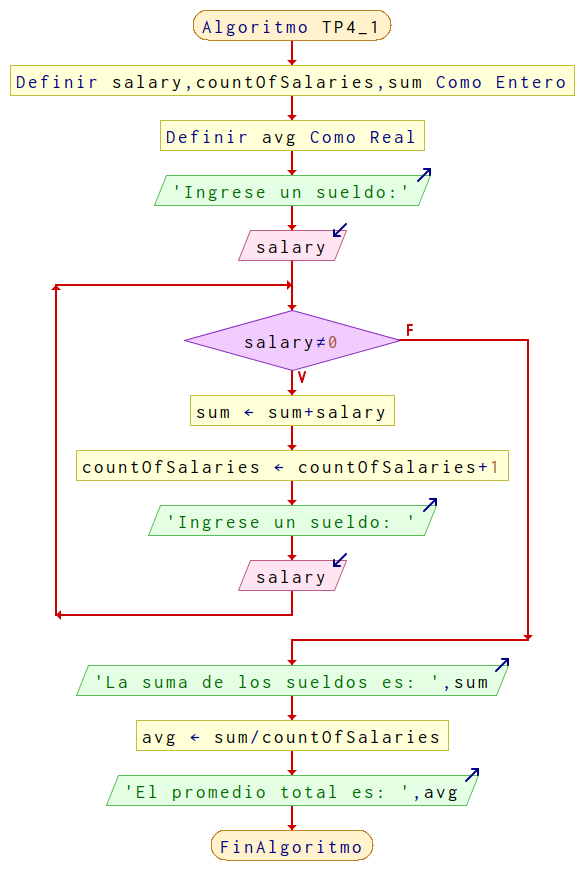 Algoritmo TP4_1
Definir salary,countOfSalaries,sum Como Entero
Definir avg Como Real
'Ingrese un sueldo:'
salary
salary≠0
F
V
sum ← sum+salary
countOfSalaries ← countOfSalaries+1
'Ingrese un sueldo: '
salary
'La suma de los sueldos es: ',sum
avg ← sum/countOfSalaries
'El promedio total es: ',avg
FinAlgoritmo